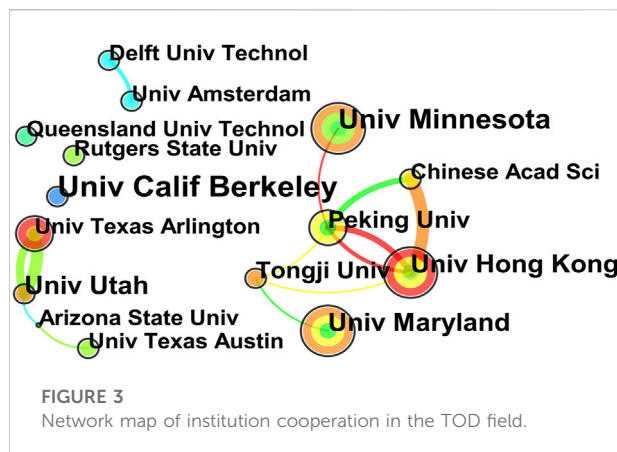 Delft Univ Technol
Univ Amsterdam
Univ Minnesota
Queensland Univ Technol
Rutgers State Univ
Chinese Acad Sci
Univ Calif Berkeley
Peking Univ
Univ Texas Arlington
Univ Hong Kong
Tongji Univ
Univ Utah
Arizona State Univ
Univ Maryland
Univ Texas Austin
FIGURE 3
Network map of institution cooperation in the TOD field.